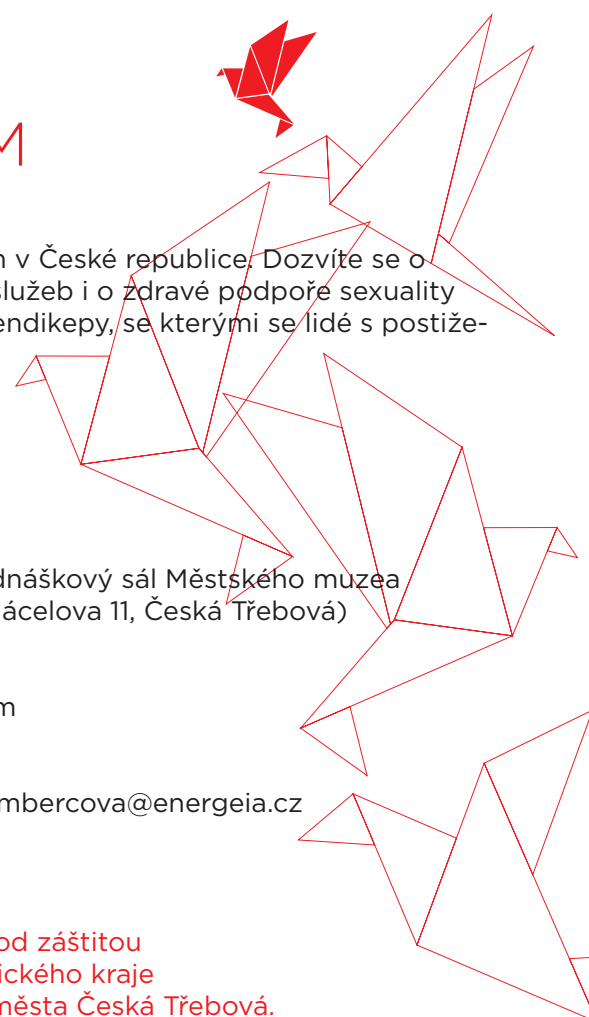 M
v České republice. Dozvíte se o
služeb i o zdravé podpoře sexuality
endikepy, se kterými se lidé s postiže-
dnáškový sál Městského muzea
ácelova 11, Česká Třebová)
m
mbercova@energeia.cz
od záštitou
ického kraje
města Česká Třebová.